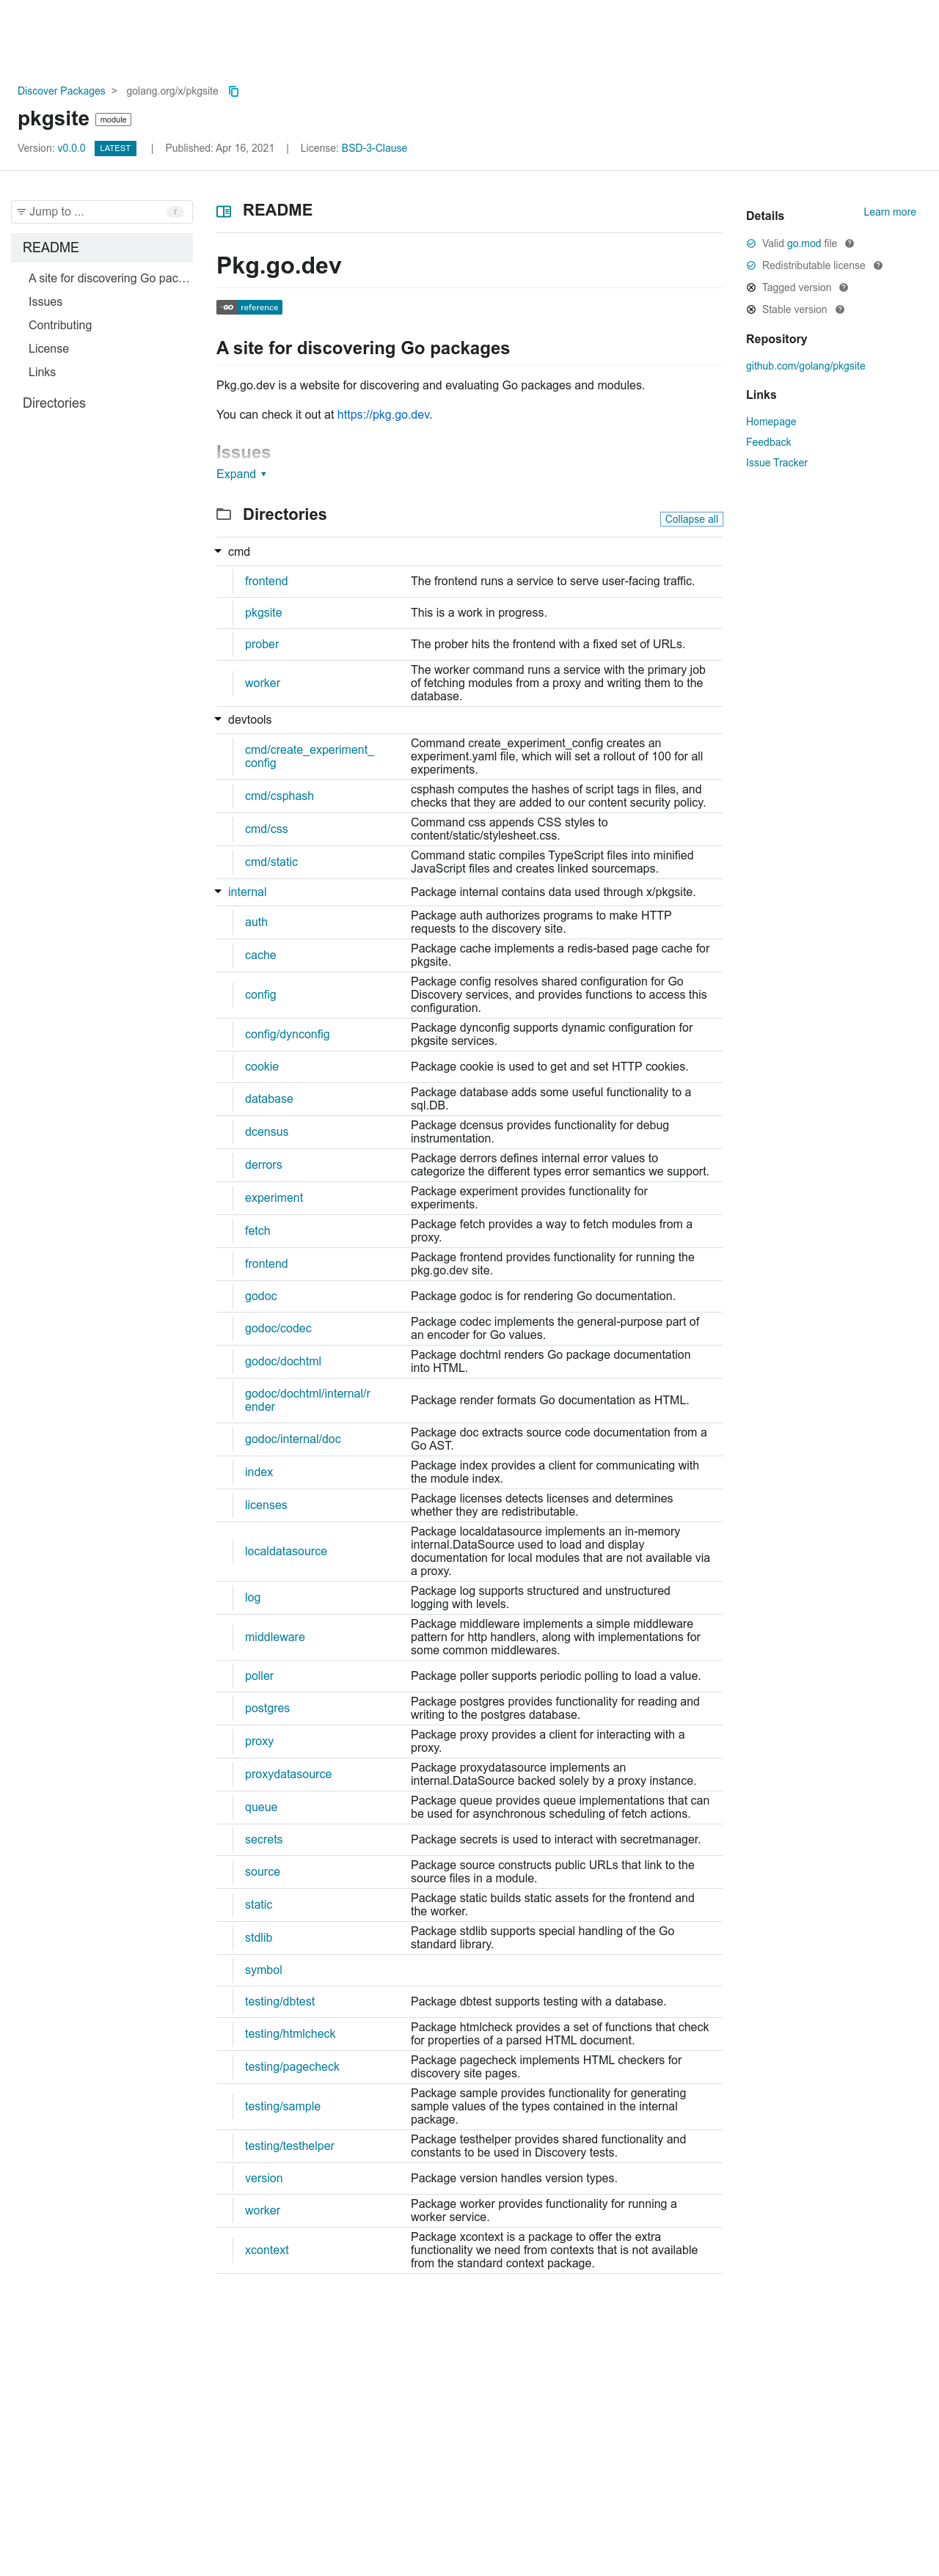 Discover Packages > golang.org/x/pkgsite
pkgsite module
Version: v0.0.0 LATEST | Published: Apr 16, 2021 | License: BSD-3-Clause
Jump to ... f
README
A site for discovering Go pac…
Issues
Contributing
License
Links
Directories
README
Pkg.go.dev
GO reference
A site for discovering Go packages
Pkg.go.dev is a website for discovering and evaluating Go packages and modules.
You can check it out at https://pkg.go.dev.
Issues
Expand
Directories
Collapse all
cmd
frontend
The frontend runs a service to serve user-facing traffic.
pkgsite
This is a work in progress.
prober
The prober hits the frontend with a fixed set of URLs.
worker
The worker command runs a service with the primary job
of fetching modules from a proxy and writing them to the
database.
devtools
cmd/create_experiment_
config
Command create_experiment_config creates an
experiment.yaml file, which will set a rollout of 100 for all
experiments.
cmd/csphash
csphash computes the hashes of script tags in files, and
checks that they are added to our content security policy.
cmd/css
Command css appends CSS styles to
content/static/stylesheet.css.
cmd/static
Command static compiles TypeScript files into minified
JavaScript files and creates linked sourcemaps.
internal
Package internal contains data used through x/pkgsite.
auth
Package auth authorizes programs to make HTTP
requests to the discovery site.
cache
Package cache implements a redis-based page cache for
pkgsite.
config
Package config resolves shared configuration for Go
Discovery services, and provides functions to access this
configuration.
config/dynconfig
Package dynconfig supports dynamic configuration for
pkgsite services.
cookie
Package cookie is used to get and set HTTP cookies.
database
Package database adds some useful functionality to a
sql.DB.
dcensus
Package dcensus provides functionality for debug
instrumentation.
derrors
Package derrors defines internal error values to
categorize the different types error semantics we support.
experiment
Package experiment provides functionality for
experiments.
fetch
Package fetch provides a way to fetch modules from a
proxy.
frontend
Package frontend provides functionality for running the
pkg.go.dev site.
godoc
Package godoc is for rendering Go documentation.
godoc/codec
Package codec implements the general-purpose part of
an encoder for Go values.
godoc/dochtml
Package dochtml renders Go package documentation
into HTML.
godoc/dochtml/internal/r
ender
Package render formats Go documentation as HTML.
godoc/internal/doc
Package doc extracts source code documentation from a
Go AST.
index
Package index provides a client for communicating with
the module index.
licenses
Package licenses detects licenses and determines
whether they are redistributable.
localdatasource
Package localdatasource implements an in-memory
internal.DataSource used to load and display
documentation for local modules that are not available via
a proxy.
log
Package log supports structured and unstructured
logging with levels.
middleware
Package middleware implements a simple middleware
pattern for http handlers, along with implementations for
some common middlewares.
poller
Package poller supports periodic polling to load a value.
postgres
Package postgres provides functionality for reading and
writing to the postgres database.
proxy
Package proxy provides a client for interacting with a
proxy.
proxydatasource
Package proxydatasource implements an
internal.DataSource backed solely by a proxy instance.
queue
Package queue provides queue implementations that can
be used for asynchronous scheduling of fetch actions.
secrets
Package secrets is used to interact with secretmanager.
source
Package source constructs public URLs that link to the
source files in a module.
static
Package static builds static assets for the frontend and
the worker.
stdlib
Package stdlib supports special handling of the Go
standard library.
symbol
testing/dbtest
Package dbtest supports testing with a database.
testing/htmlcheck
Package htmlcheck provides a set of functions that check
for properties of a parsed HTML document.
testing/pagecheck
Package pagecheck implements HTML checkers for
discovery site pages.
testing/sample
Package sample provides functionality for generating
sample values of the types contained in the internal
package.
testing/testhelper
Package testhelper provides shared functionality and
constants to be used in Discovery tests.
version
Package version handles version types.
worker
Package worker provides functionality for running a
worker service.
xcontext
Package xcontext is a package to offer the extra
functionality we need from contexts that is not available
from the standard context package.
Details Learn more
Valid go.mod file
Redistributable license
Tagged version
Stable version
Repository
github.com/golang/pkgsite
Links
Homepage
Feedback
Issue Tracker